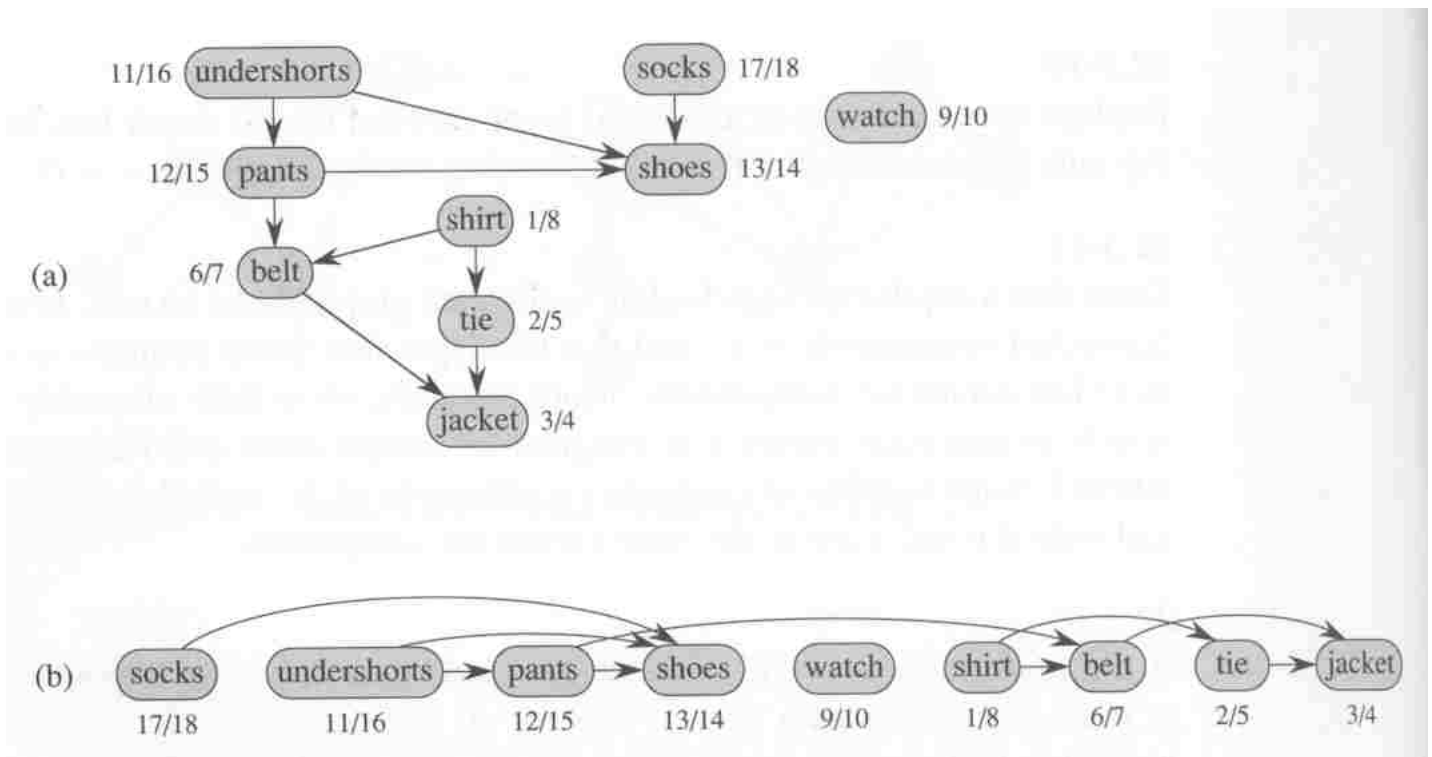 11/16 undershorts socks 17/18
watch 9/10
12/15 pants shoes 13/14
shirt 1/8
(a) 6/7 belt
tie 2/5
jacket 3/4
(b) socks undershorts pants shoes watch shirt belt tie jacket
17/18 11/16 12/15 13/14 9/10 1/8 6/7 2/5 3/4